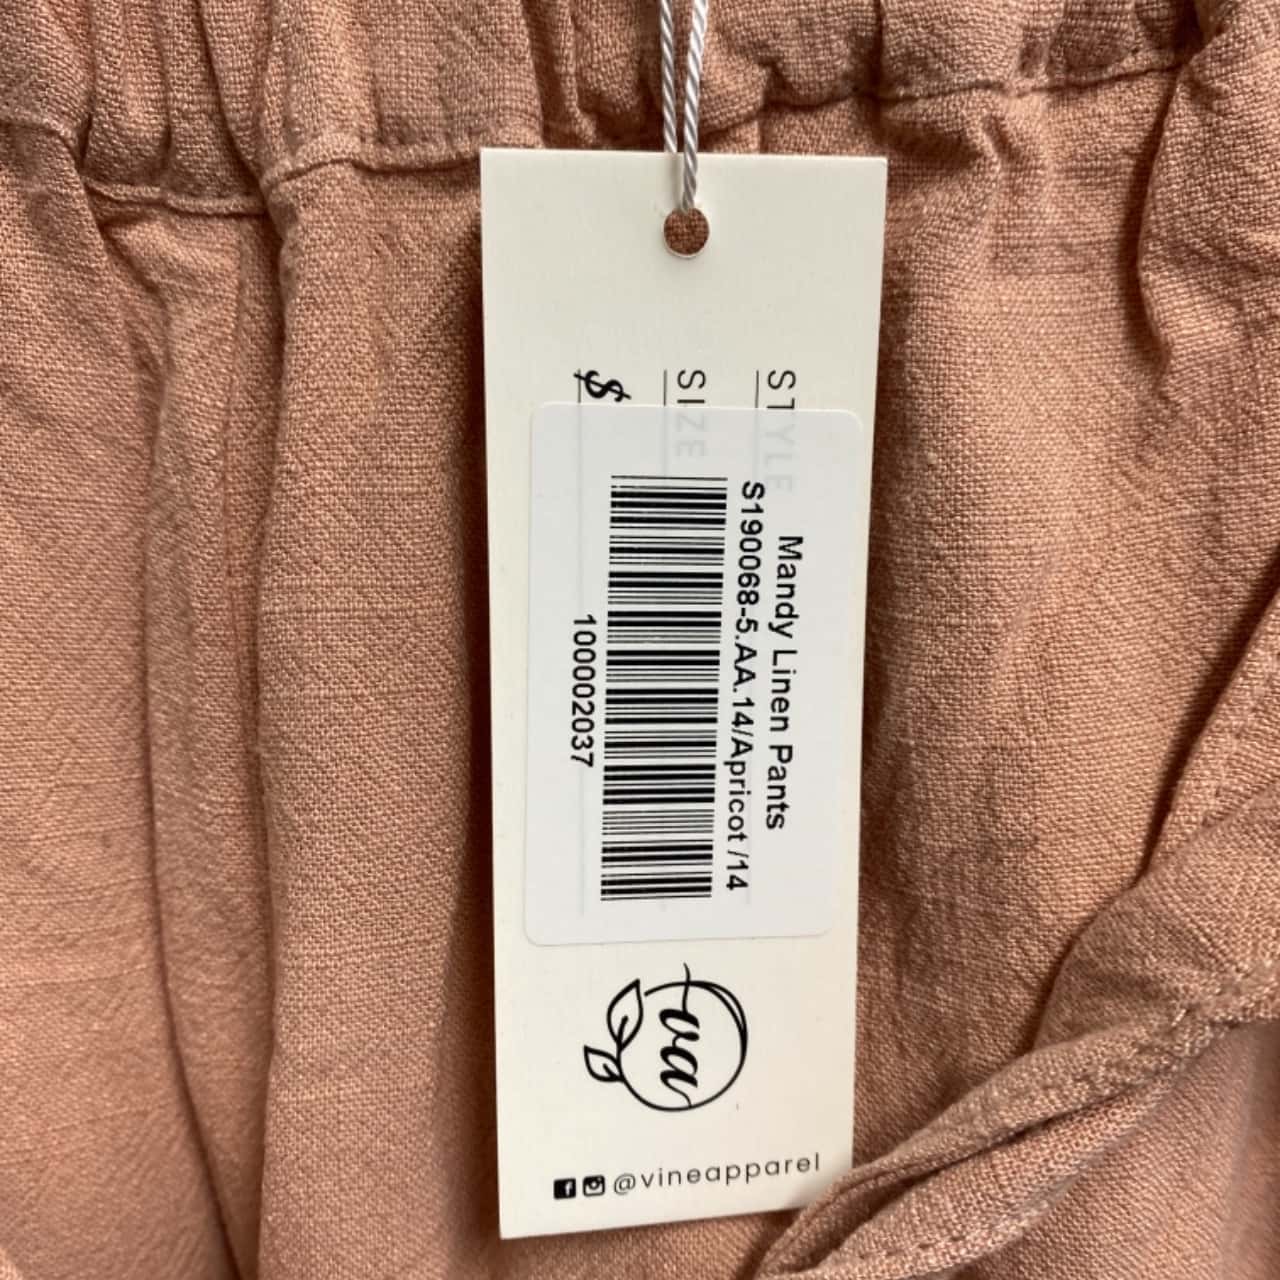 STYLE
SIZE
$
Mandy Linen Pants
S190068-5.AA.14/Apricot /14
100002037
va
@vineapparel